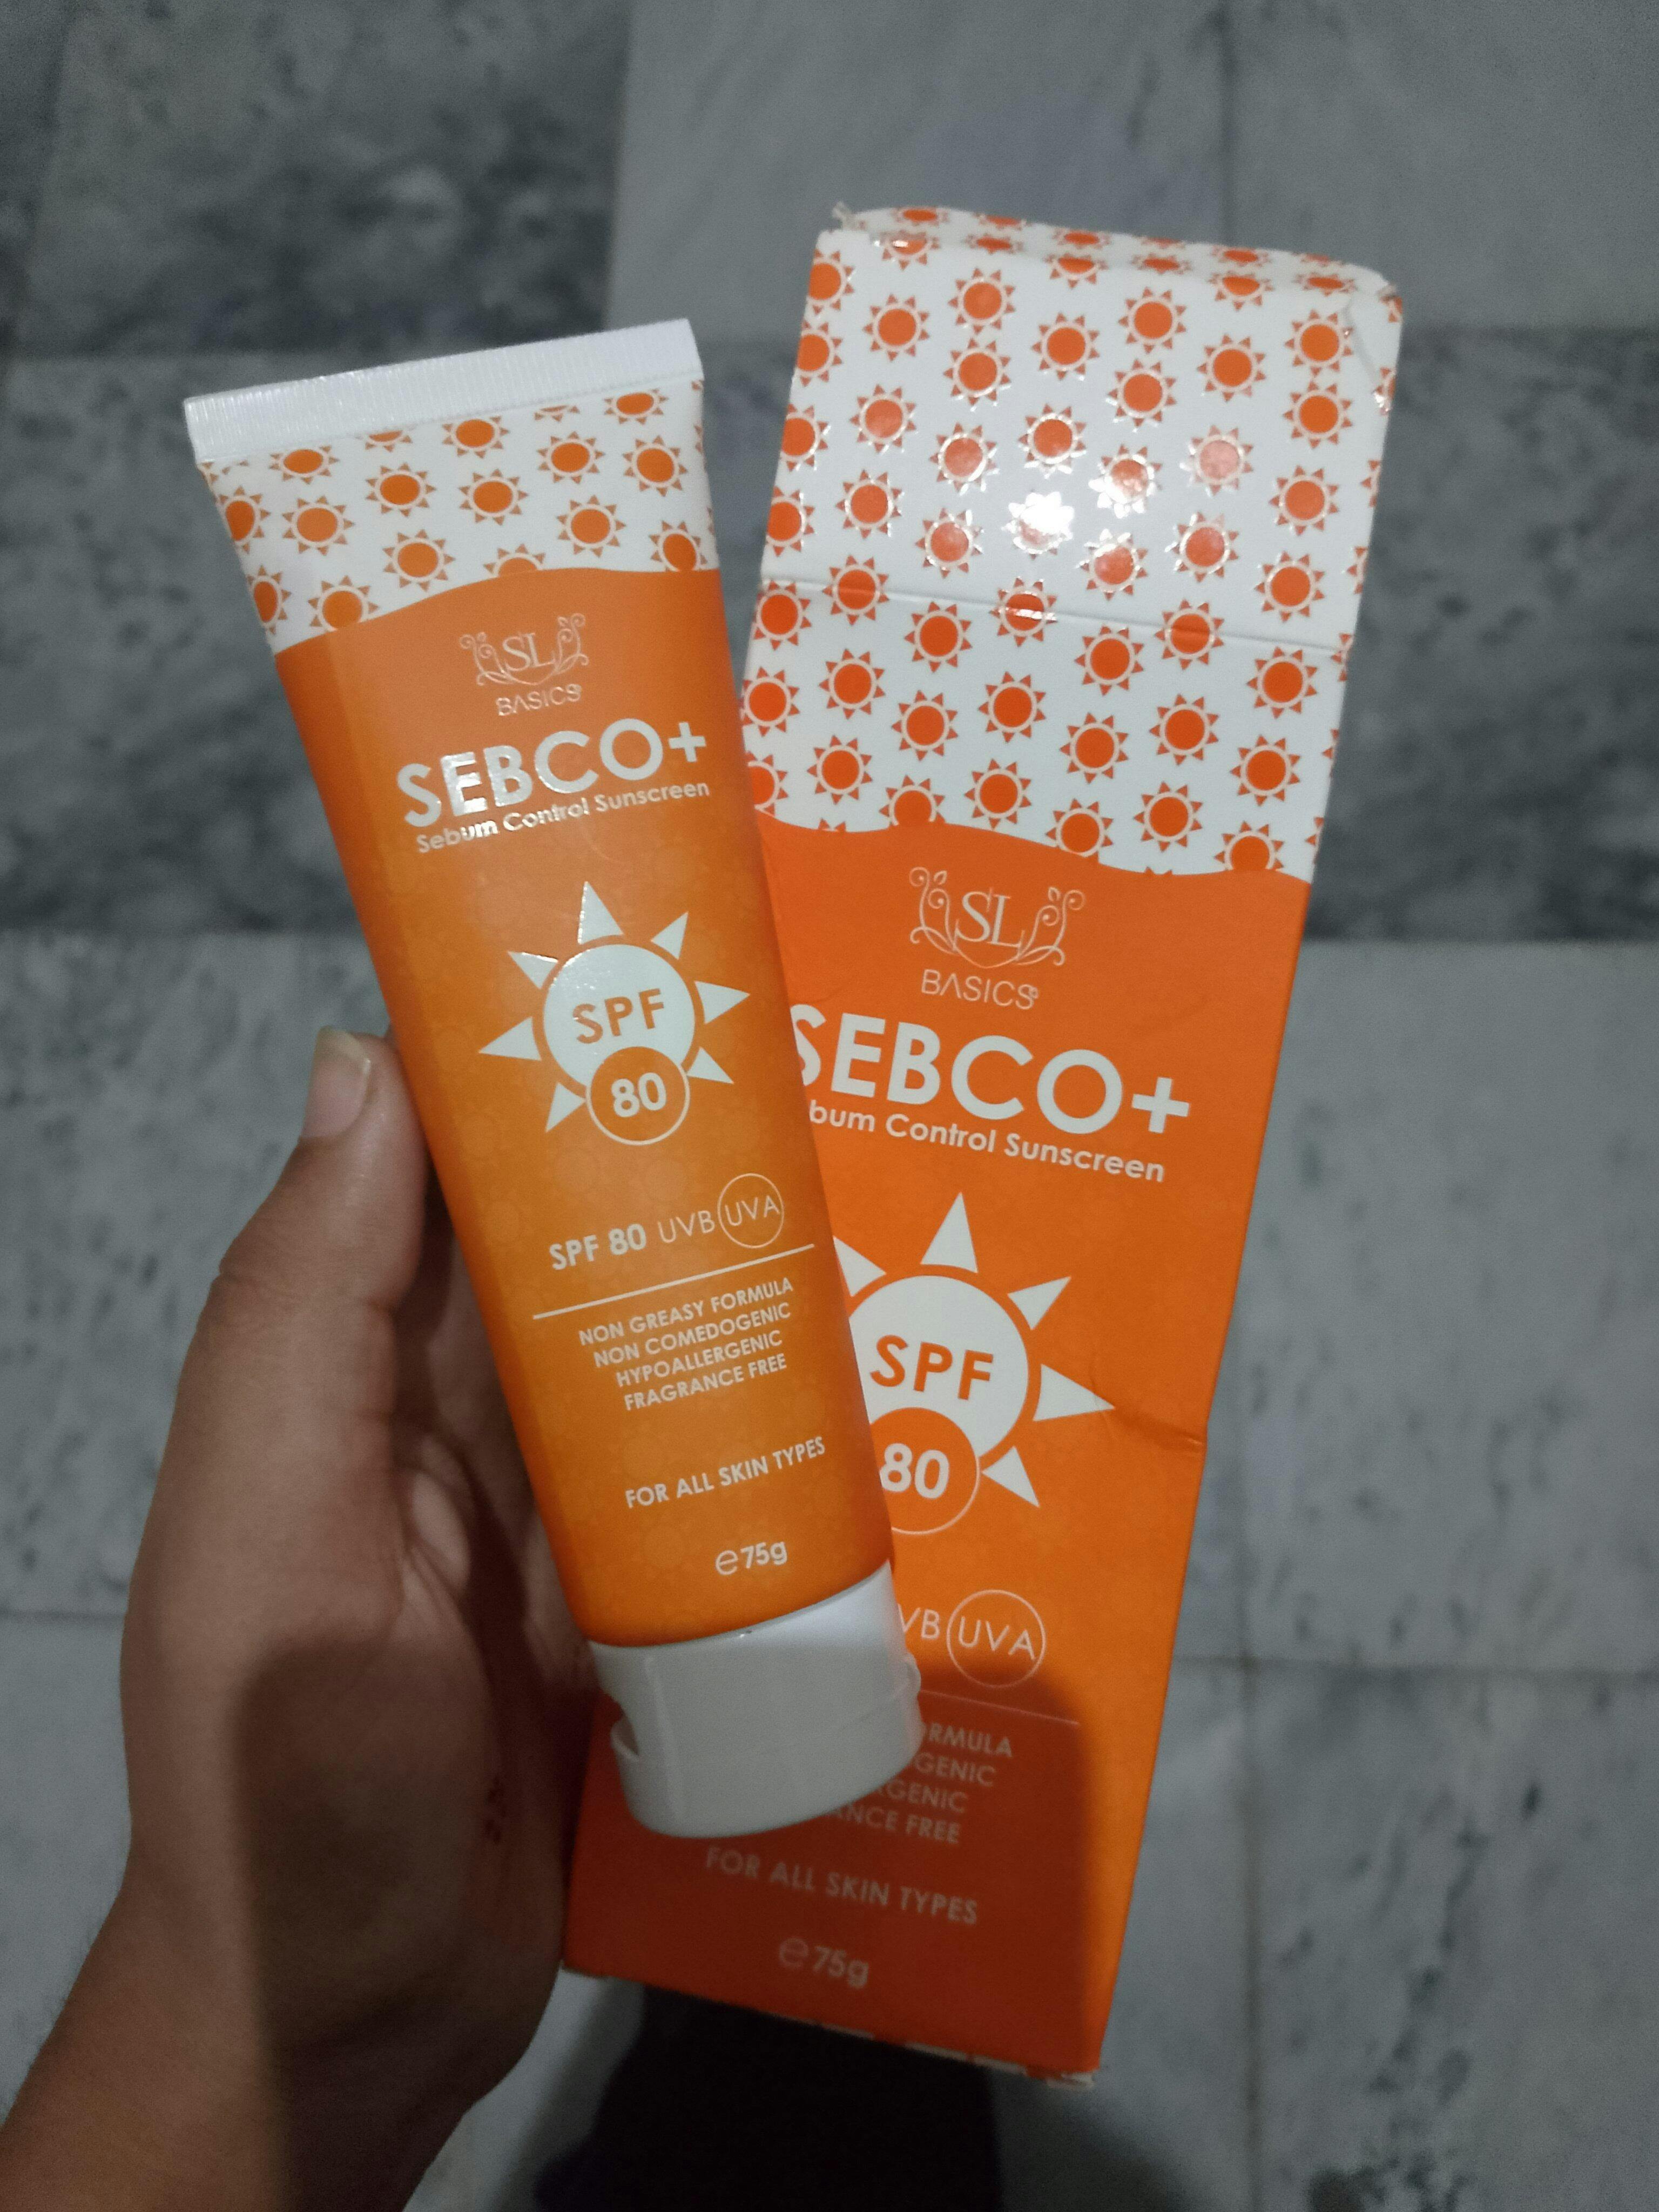 SL
BASICS
SEBCO+
Sebum Control Sunscreen
SPF
80
SPF 80 UVB UVA
NON GREASY FORMULA
NON COMEDOGENIC
HYPOALLERGENIC
FRAGRANCE FREE
FOR ALL SKIN TYPES
℮75g
SL
BASICS®
SEBCO+
bum Control Sunscreen
SPF
80
VB UVA
ORMULA
GENIC
RGENIC
ANCE FREE
FOR ALL SKIN TYPES
℮75g